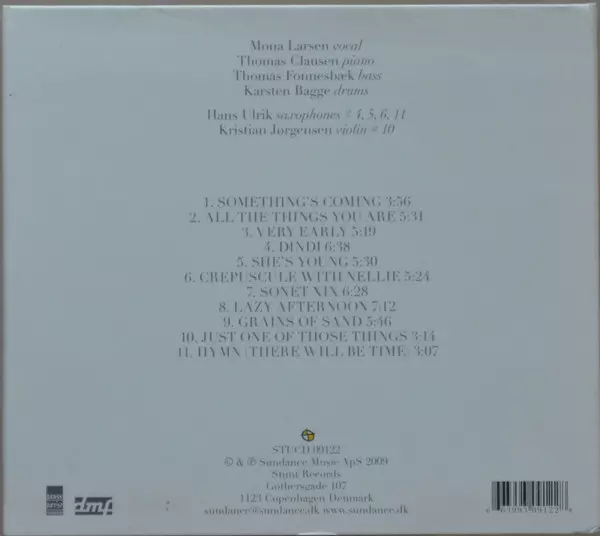 Mona Larsen vocal
Thomas Clausen piano
Thomas Fonnesbæk bass
Karsten Bagge drums
Hans Ulrik saxophones # 4, 5, 6, 11
Kristian Jørgensen violin # 10
1. SOMETHING'S COMING 3:56
2. ALL THE THINGS YOU ARE 5:31
3. VERY EARLY 5:19
4. DINDI 6:38
5. SHE'S YOUNG 5:30
6. CREPUSCULE WITH NELLIE 5:24
7. SONET XIX 6:28
8. LAZY AFTERNOON 7:12
9. GRAINS OF SAND 5:46
10. JUST ONE OF THOSE THINGS 3:14
11. HYMN (THERE WILL BE TIME) 3:07
STUCD 09122
© & ℗ Sundance Music ApS 2009
Stunt Records
Gothersgade 107
1123 Copenhagen Denmark
sundance@sundance.dk www.sundance.dk
dmf